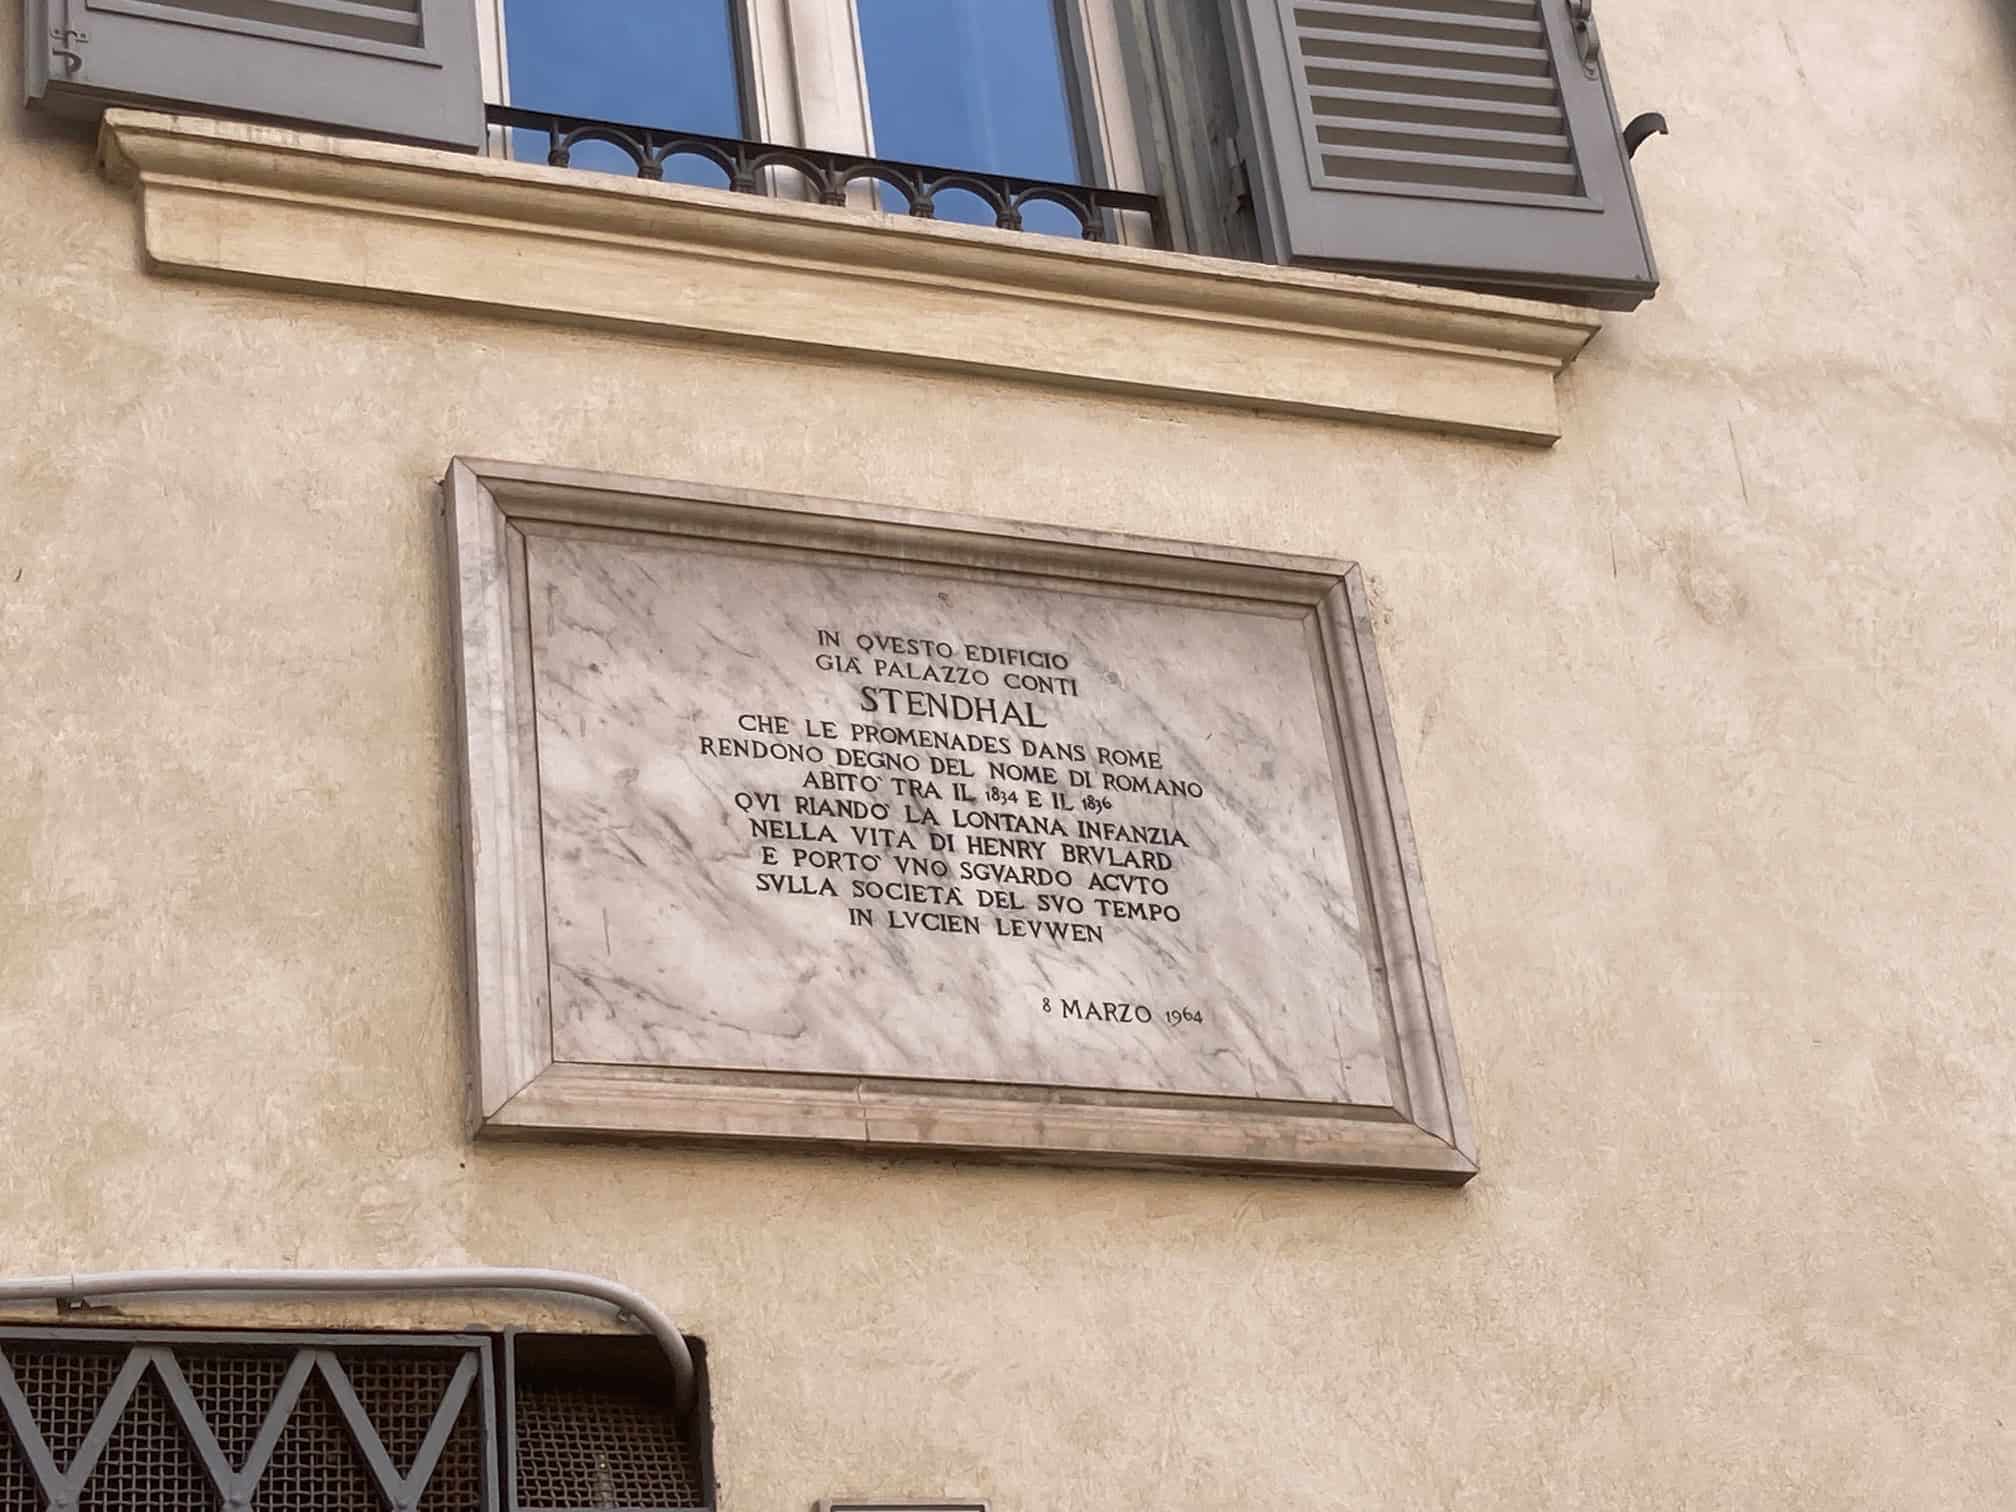 IN QVESTO EDIFICIO
GIÀ PALAZZO CONTI
STENDHAL
CHE LE PROMENADES DANS ROME
RENDONO DEGNO DEL NOME DI ROMANO
ABITÒ TRA IL 1834 E IL 1836
QVI RIANDÒ LA LONTANA INFANZIA
NELLA VITA DI HENRY BRVLARD
E PORTÒ VNO SGVARDO ACVTO
SVLLA SOCIETÀ DEL SVO TEMPO
IN LVCIEN LEVWEN
8 MARZO 1964